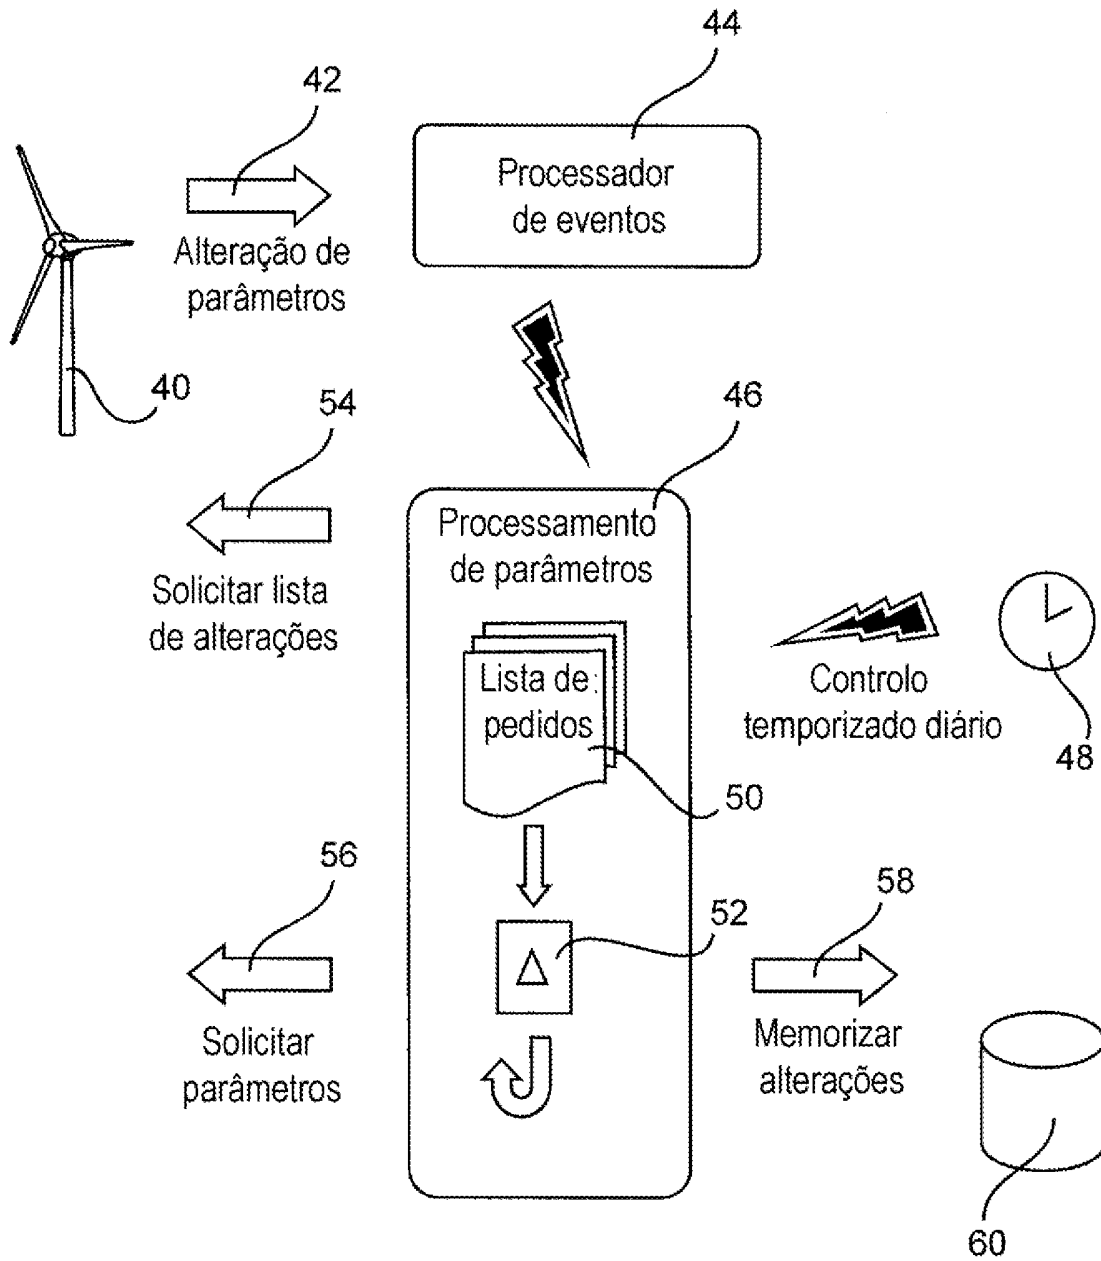 44
42
Processador
de eventos
Alteração de
parâmetros
40
54
46
Processamento
de parâmetros
Solicitar lista
de alterações
Lista de
pedidos
Controlo
temporizado diário
48
50
56
58
52
Solicitar
parâmetros
Memorizar
alterações
60